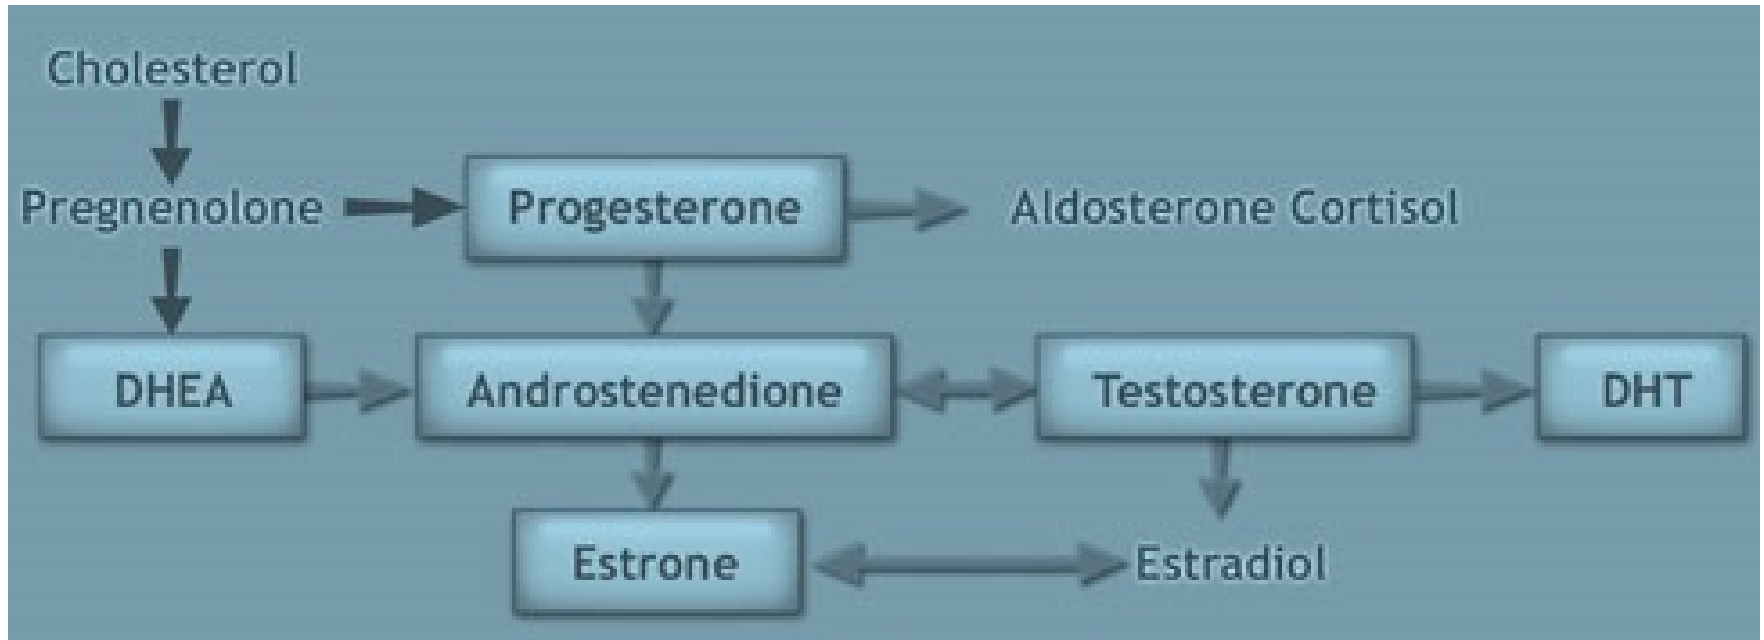 Cholesterol
Pregnenolone
Progesterone
Aldosterone Cortisol
DHEA
Androstenedione
Testosterone
DHT
Estrone
Estradiol